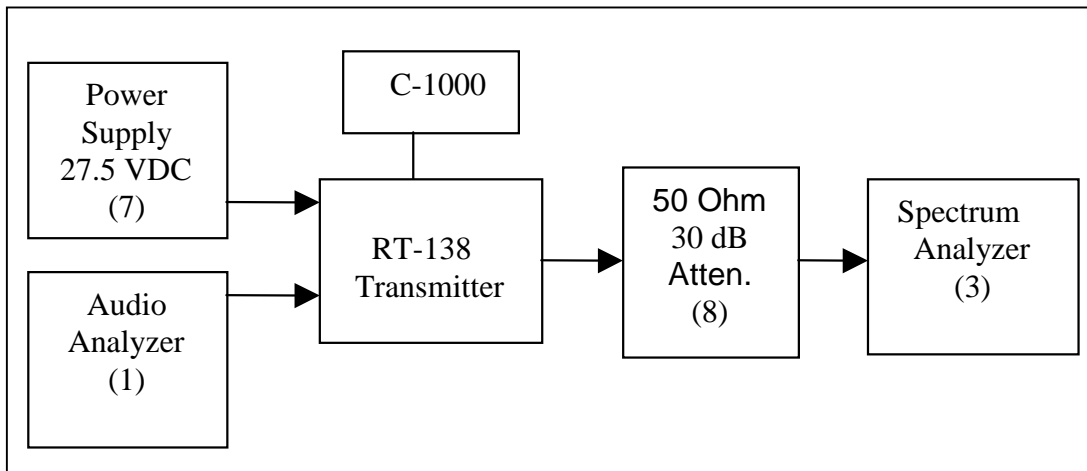 Power
Supply
27.5 VDC
(7)
C-1000
Audio
Analyzer
(1)
RT-138
Transmitter
50 Ohm
30 dB
Atten.
(8)
Spectrum
Analyzer
(3)